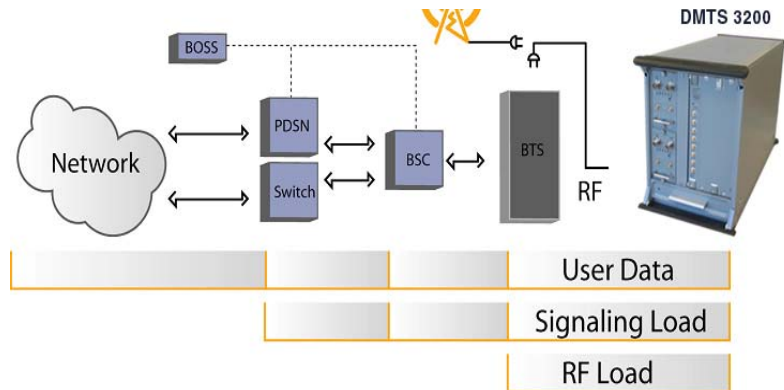 DMTS 3200
BOSS
PDSN
Network
BSC
BTS
Switch
RF
User Data
Signaling Load
RF Load